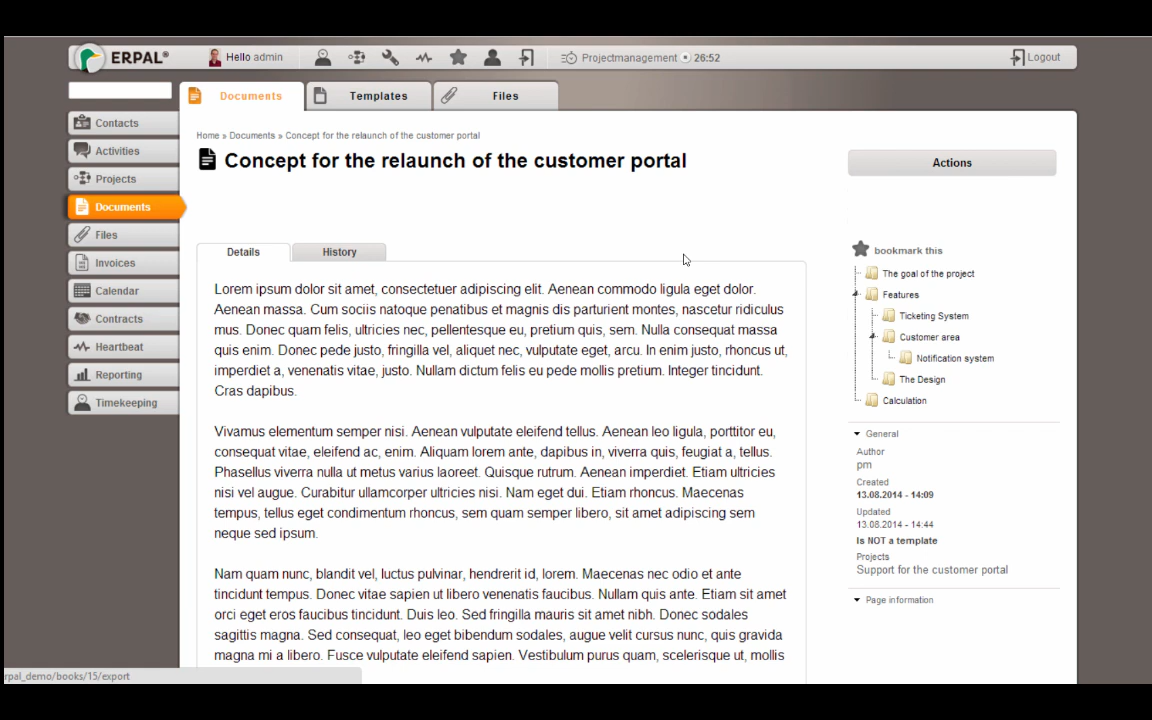 ERPAL®
Hello admin
Projectmanagement 26:52
Logout
Documents
Templates
Files
Contacts
Activities
Projects
Documents
Files
Invoices
Calendar
Contracts
Heartbeat
Reporting
Timekeeping
Home » Documents » Concept for the relaunch of the customer portal
Concept for the relaunch of the customer portal
Actions
Details
History
Lorem ipsum dolor sit amet, consectetuer adipiscing elit. Aenean commodo ligula eget dolor.
Aenean massa. Cum sociis natoque penatibus et magnis dis parturient montes, nascetur ridiculus
mus. Donec quam felis, ultricies nec, pellentesque eu, pretium quis, sem. Nulla consequat massa
quis enim. Donec pede justo, fringilla vel, aliquet nec, vulputate eget, arcu. In enim justo, rhoncus ut,
imperdiet a, venenatis vitae, justo. Nullam dictum felis eu pede mollis pretium. Integer tincidunt.
Cras dapibus.
Vivamus elementum semper nisi. Aenean vulputate eleifend tellus. Aenean leo ligula, porttitor eu,
consequat vitae, eleifend ac, enim. Aliquam lorem ante, dapibus in, viverra quis, feugiat a, tellus.
Phasellus viverra nulla ut metus varius laoreet. Quisque rutrum. Aenean imperdiet. Etiam ultricies
nisi vel augue. Curabitur ullamcorper ultricies nisi. Nam eget dui. Etiam rhoncus. Maecenas
tempus, tellus eget condimentum rhoncus, sem quam semper libero, sit amet adipiscing sem
neque sed ipsum.
Nam quam nunc, blandit vel, luctus pulvinar, hendrerit id, lorem. Maecenas nec odio et ante
tincidunt tempus. Donec vitae sapien ut libero venenatis faucibus. Nullam quis ante. Etiam sit amet
orci eget eros faucibus tincidunt. Duis leo. Sed fringilla mauris sit amet nibh. Donec sodales
sagittis magna. Sed consequat, leo eget bibendum sodales, augue velit cursus nunc, quis gravida
magna mi a libero. Fusce vulputate eleifend sapien. Vestibulum purus quam, scelerisque ut, mollis
bookmark this
The goal of the project
Features
Ticketing System
Customer area
Notification system
The Design
Calculation
General
Author
pm
Created
13.08.2014 - 14:09
Updated
13.08.2014 - 14:44
Is NOT a template
Projects
Support for the customer portal
Page information
rpal_demo/books/15/export